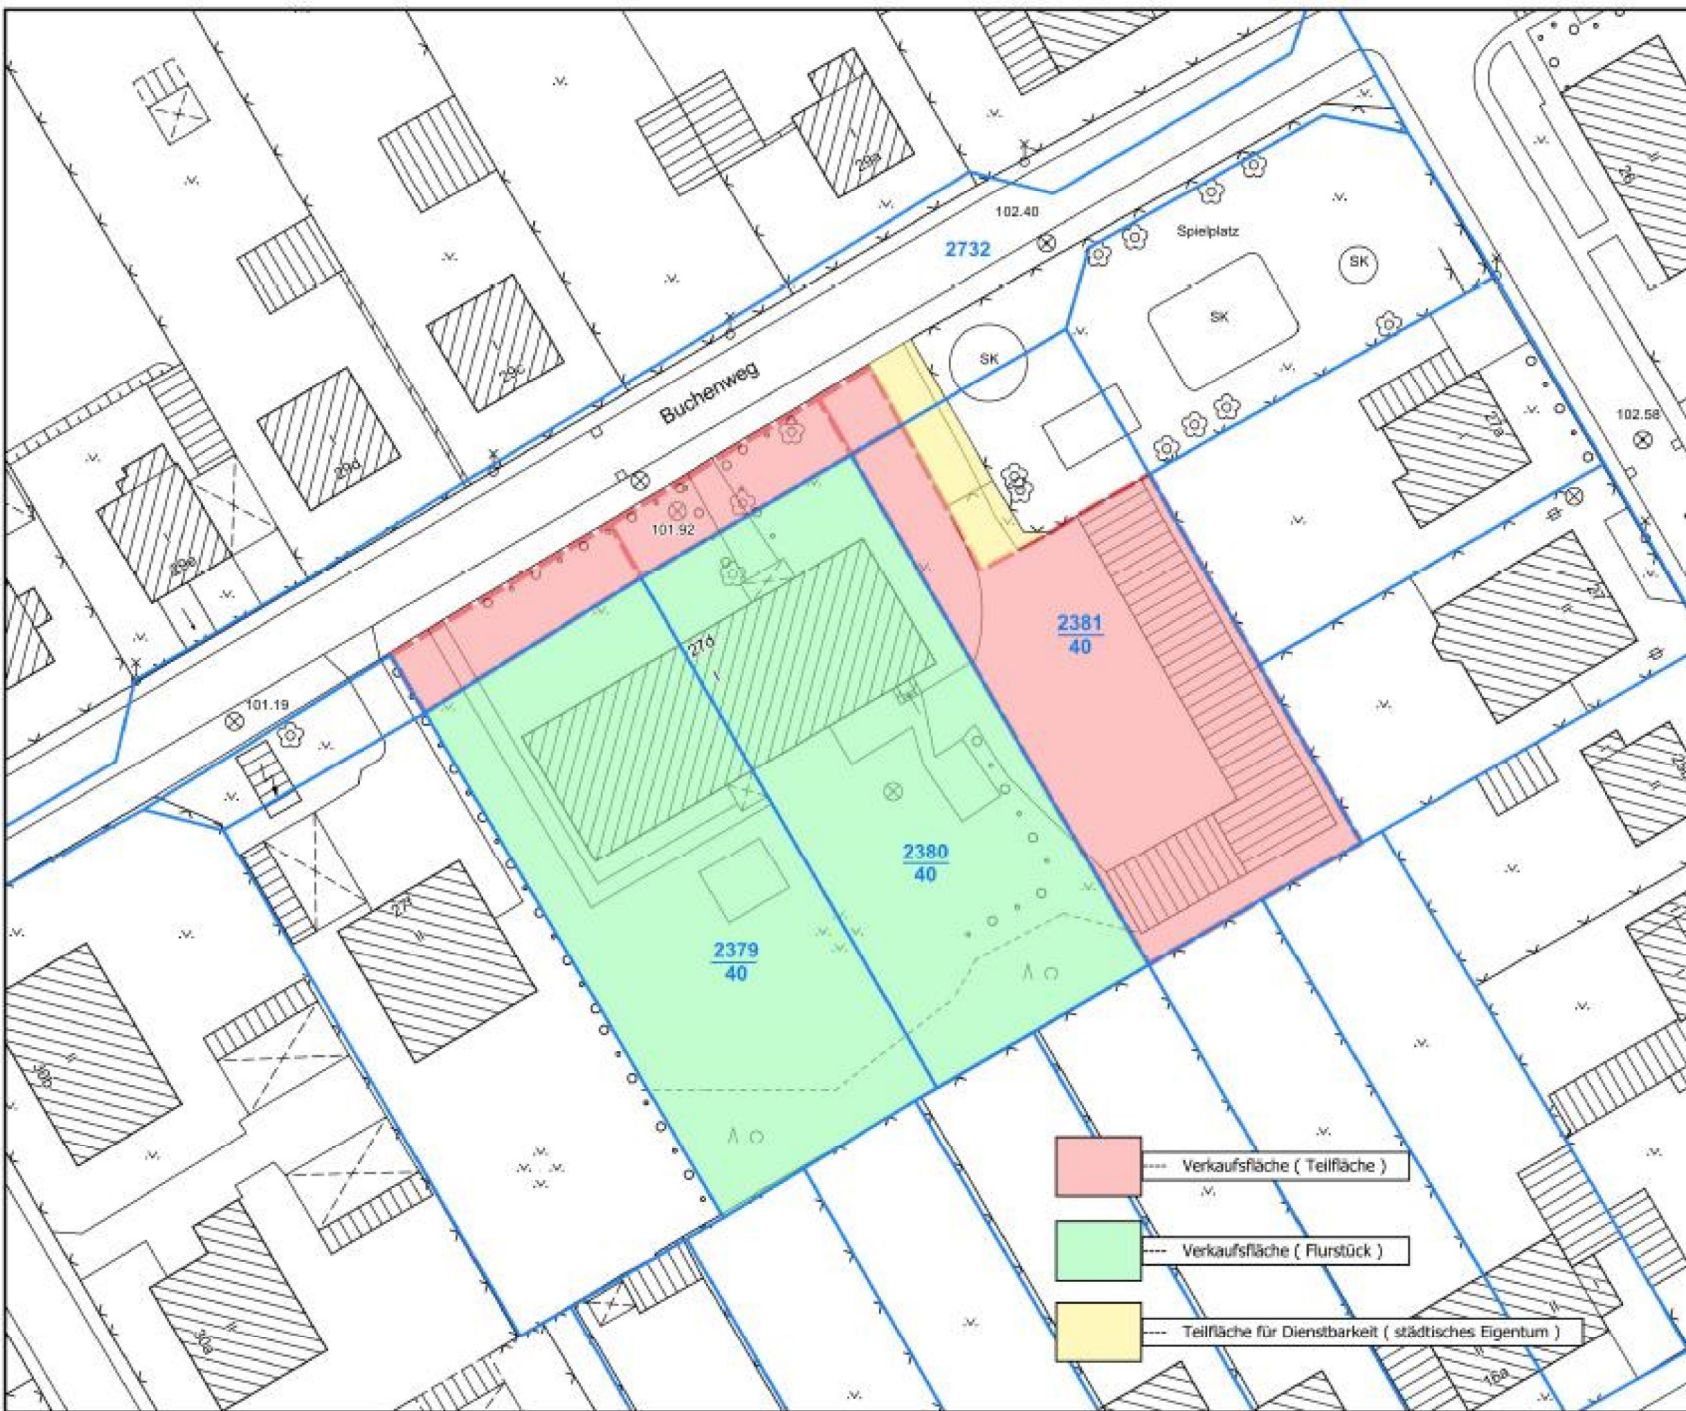 29a
102.40
2732
Spielplatz
SK
SK
SK
29c
Buchenweg
27a
102.58
29d
101.92
29e
2381
40
27d
101.19
2380
40
27f
2379
40
30b
30a
16a
Verkaufsfläche ( Teilfläche )
Verkaufsfläche ( Flurstück )
Teilfläche für Dienstbarkeit ( städtisches Eigentum )